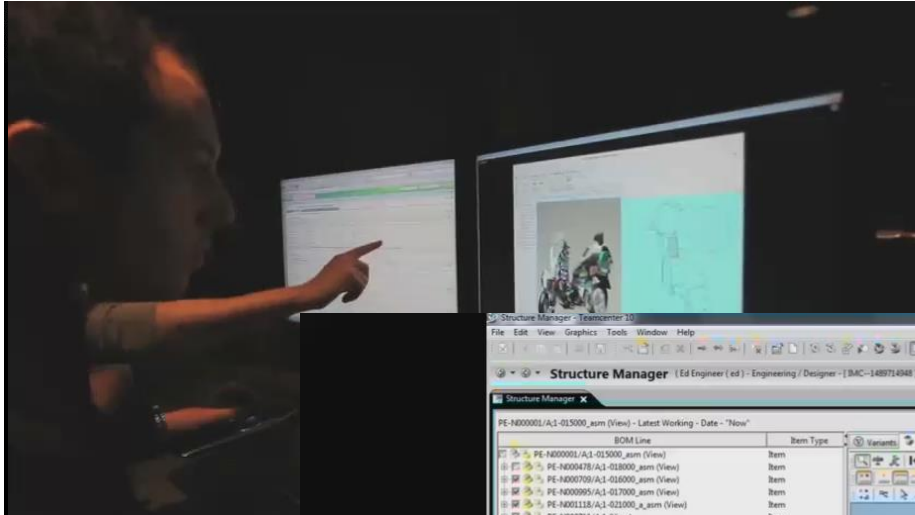 Structure Manager - Teamcenter 10
File Edit View Graphics Tools Window Help
Structure Manager ( Ed Engineer ( ed ) - Engineering / Designer - [ IMC--1489714948
Structure Manager
PE-N000001/A;1-015000_asm (View) - Latest Working - Date - "Now"
BOM Line Item Type Variants
PE-N000001/A;1-015000_asm (View) Item
PE-N000478/A;1-018000_asm (View) Item
PE-N000709/A;1-016000_asm (View) Item
PE-N000995/A;1-017000_asm (View) Item
PE-N001118/A;1-021000_a_asm (View) Item